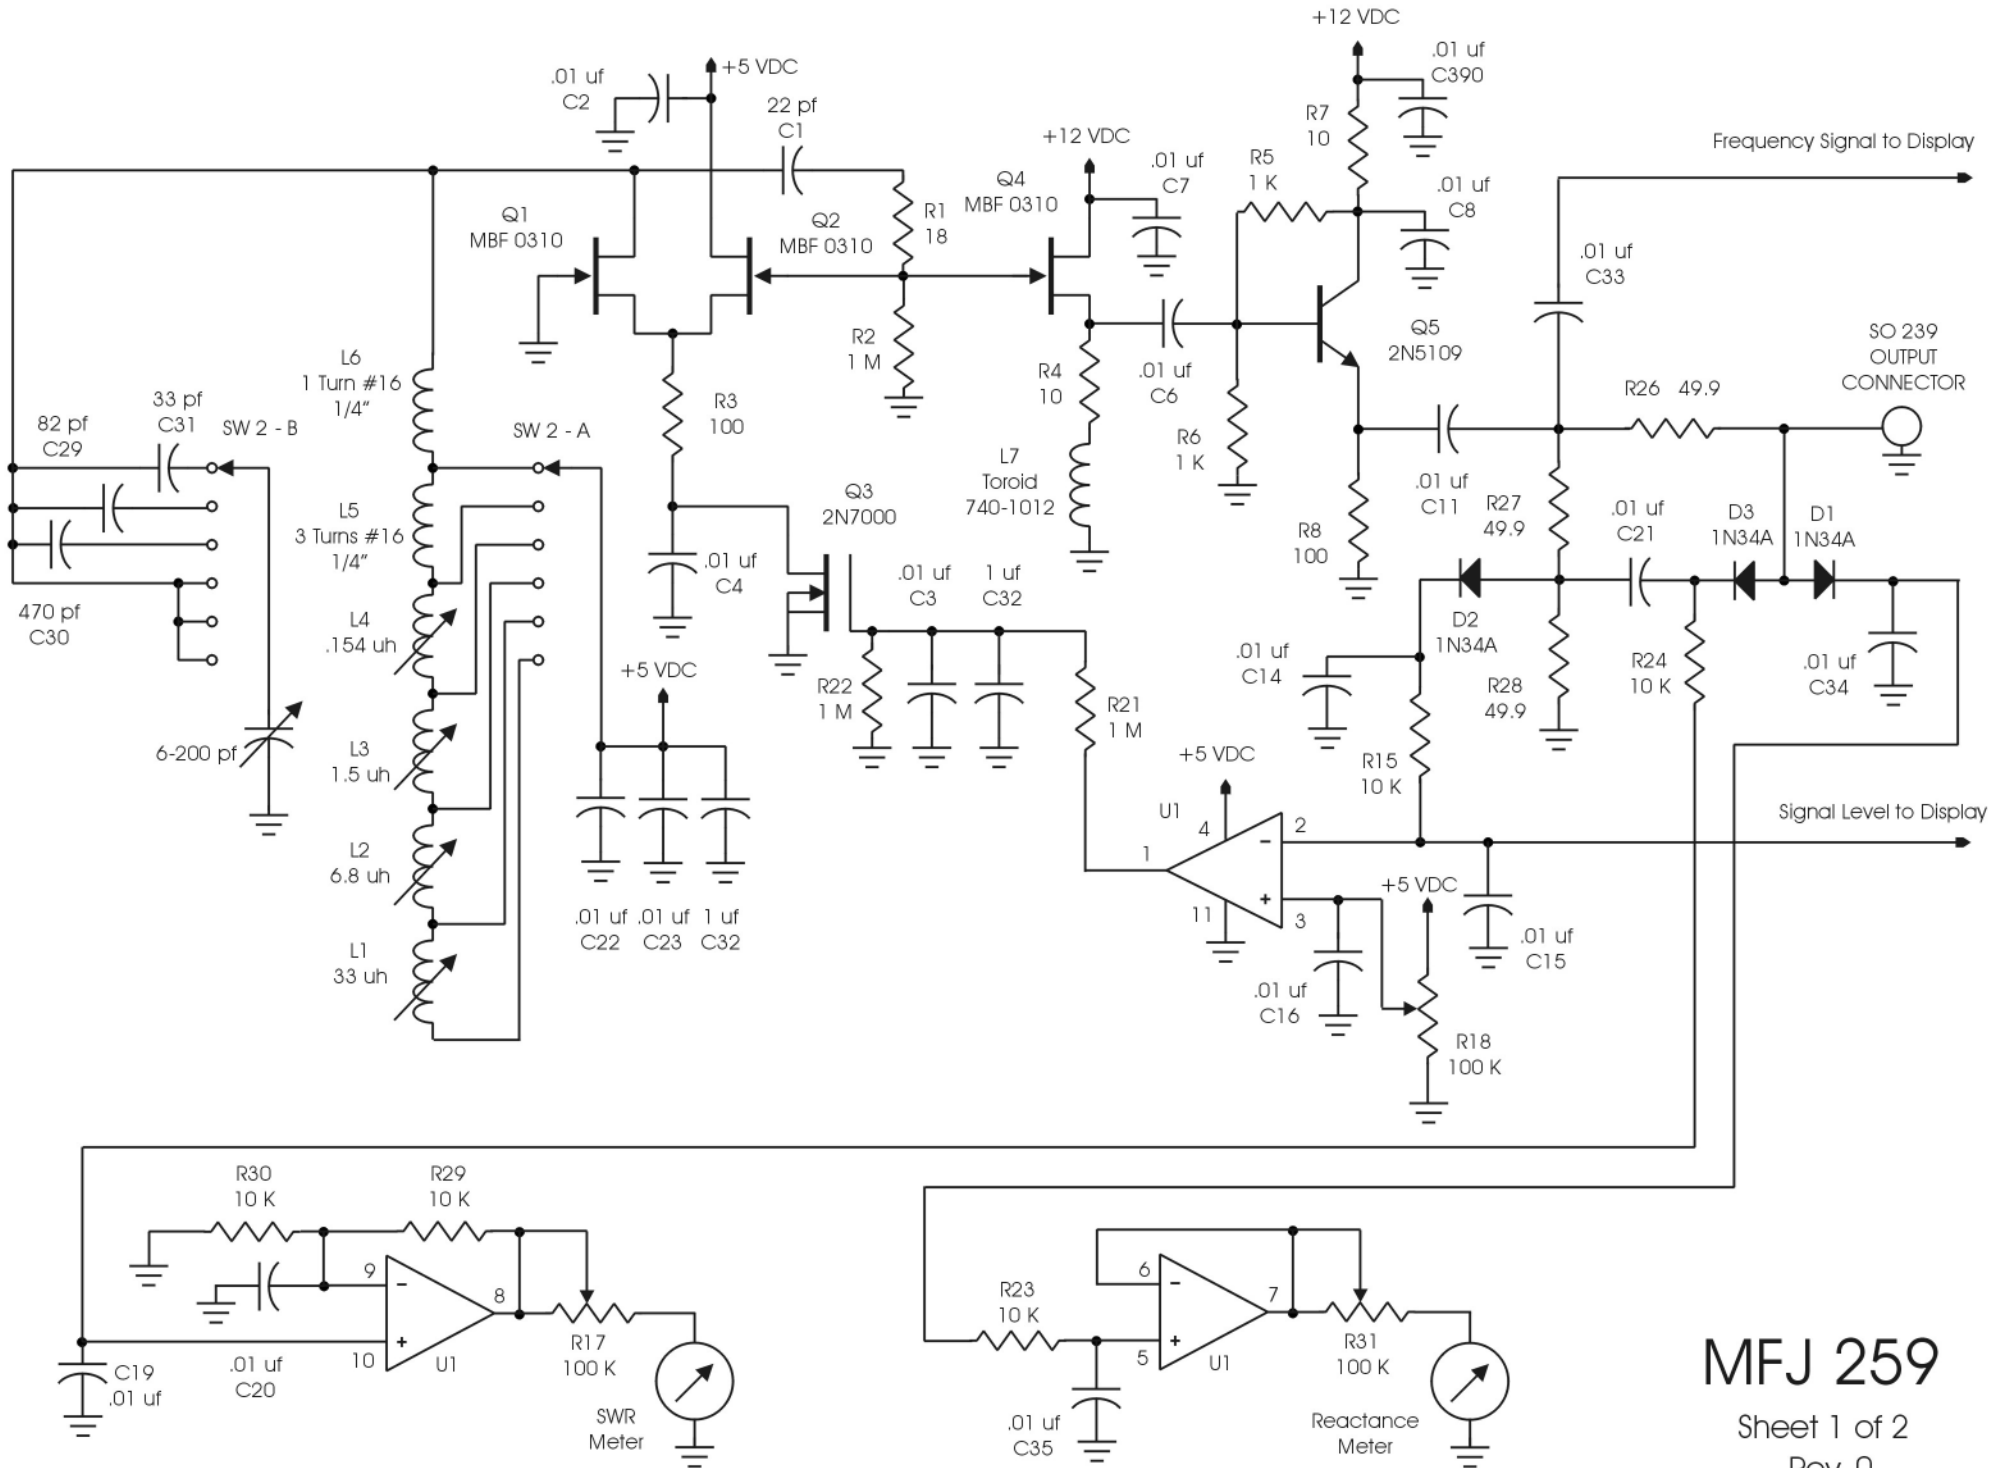 +12 VDC
.01 uf
C390
.01 uf
C2
+5 VDC
22 pf
C1
R7
10
+12 VDC
Frequency Signal to Display
.01 uf
C7
R5
1 K
Q4
MBF 0310
.01 uf
C8
Q1
MBF 0310
Q2
MBF 0310
R1
18
.01 uf
C33
R2
1 M
Q5
2N5109
SO 239
OUTPUT
CONNECTOR
L6
1 Turn #16
1/4”
R4
10
.01 uf
C6
R26 49.9
33 pf
C31
82 pf
C29
SW 2 - B
SW 2 - A
R3
100
R6
1 K
L7
Toroid
740-1012
.01 uf
C11
R27
49.9
.01 uf
C21
D3
1N34A
D1
1N34A
L5
3 Turns #16
1/4”
Q3
2N7000
R8
100
.01 uf
C4
.01 uf
C3
1 uf
C32
470 pf
C30
L4
.154 uh
D2
1N34A
.01 uf
C14
R24
10 K
.01 uf
C34
+5 VDC
R22
1 M
R21
1 M
R28
49.9
6-200 pf
L3
1.5 uh
+5 VDC
R15
10 K
Signal Level to Display
U1
4
2
−
1
L2
6.8 uh
+5 VDC
+
11
3
.01 uf
C22
.01 uf
C23
1 uf
C32
L1
33 uh
.01 uf
C15
.01 uf
C16
R18
100 K
R30
10 K
R29
10 K
9
−
8
+
10
U1
R17
100 K
C19
.01 uf
.01 uf
C20
SWR
Meter
6
−
7
R23
10 K
+
5
U1
R31
100 K
.01 uf
C35
Reactance
Meter
MFJ 259
Sheet 1 of 2
Rev. 0